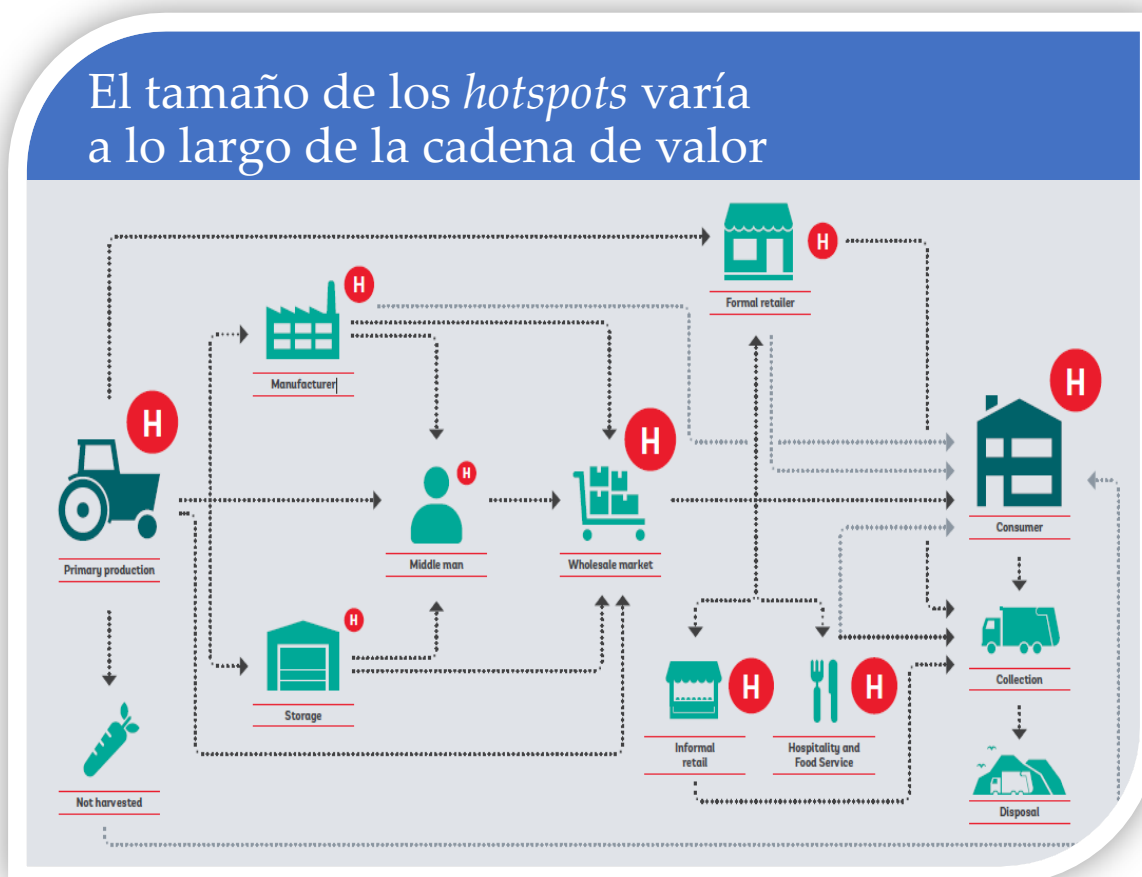 El tamaño de los hotspots varía
a lo largo de la cadena de valor
H
Formal retailer
H
Manufacturer
H
Primary production
H
Middle man
H
Wholesale market
H
Consumer
H
Storage
Collection
Informal
retail
H
Hospitality and
Food Service
H
Not harvested
Disposal